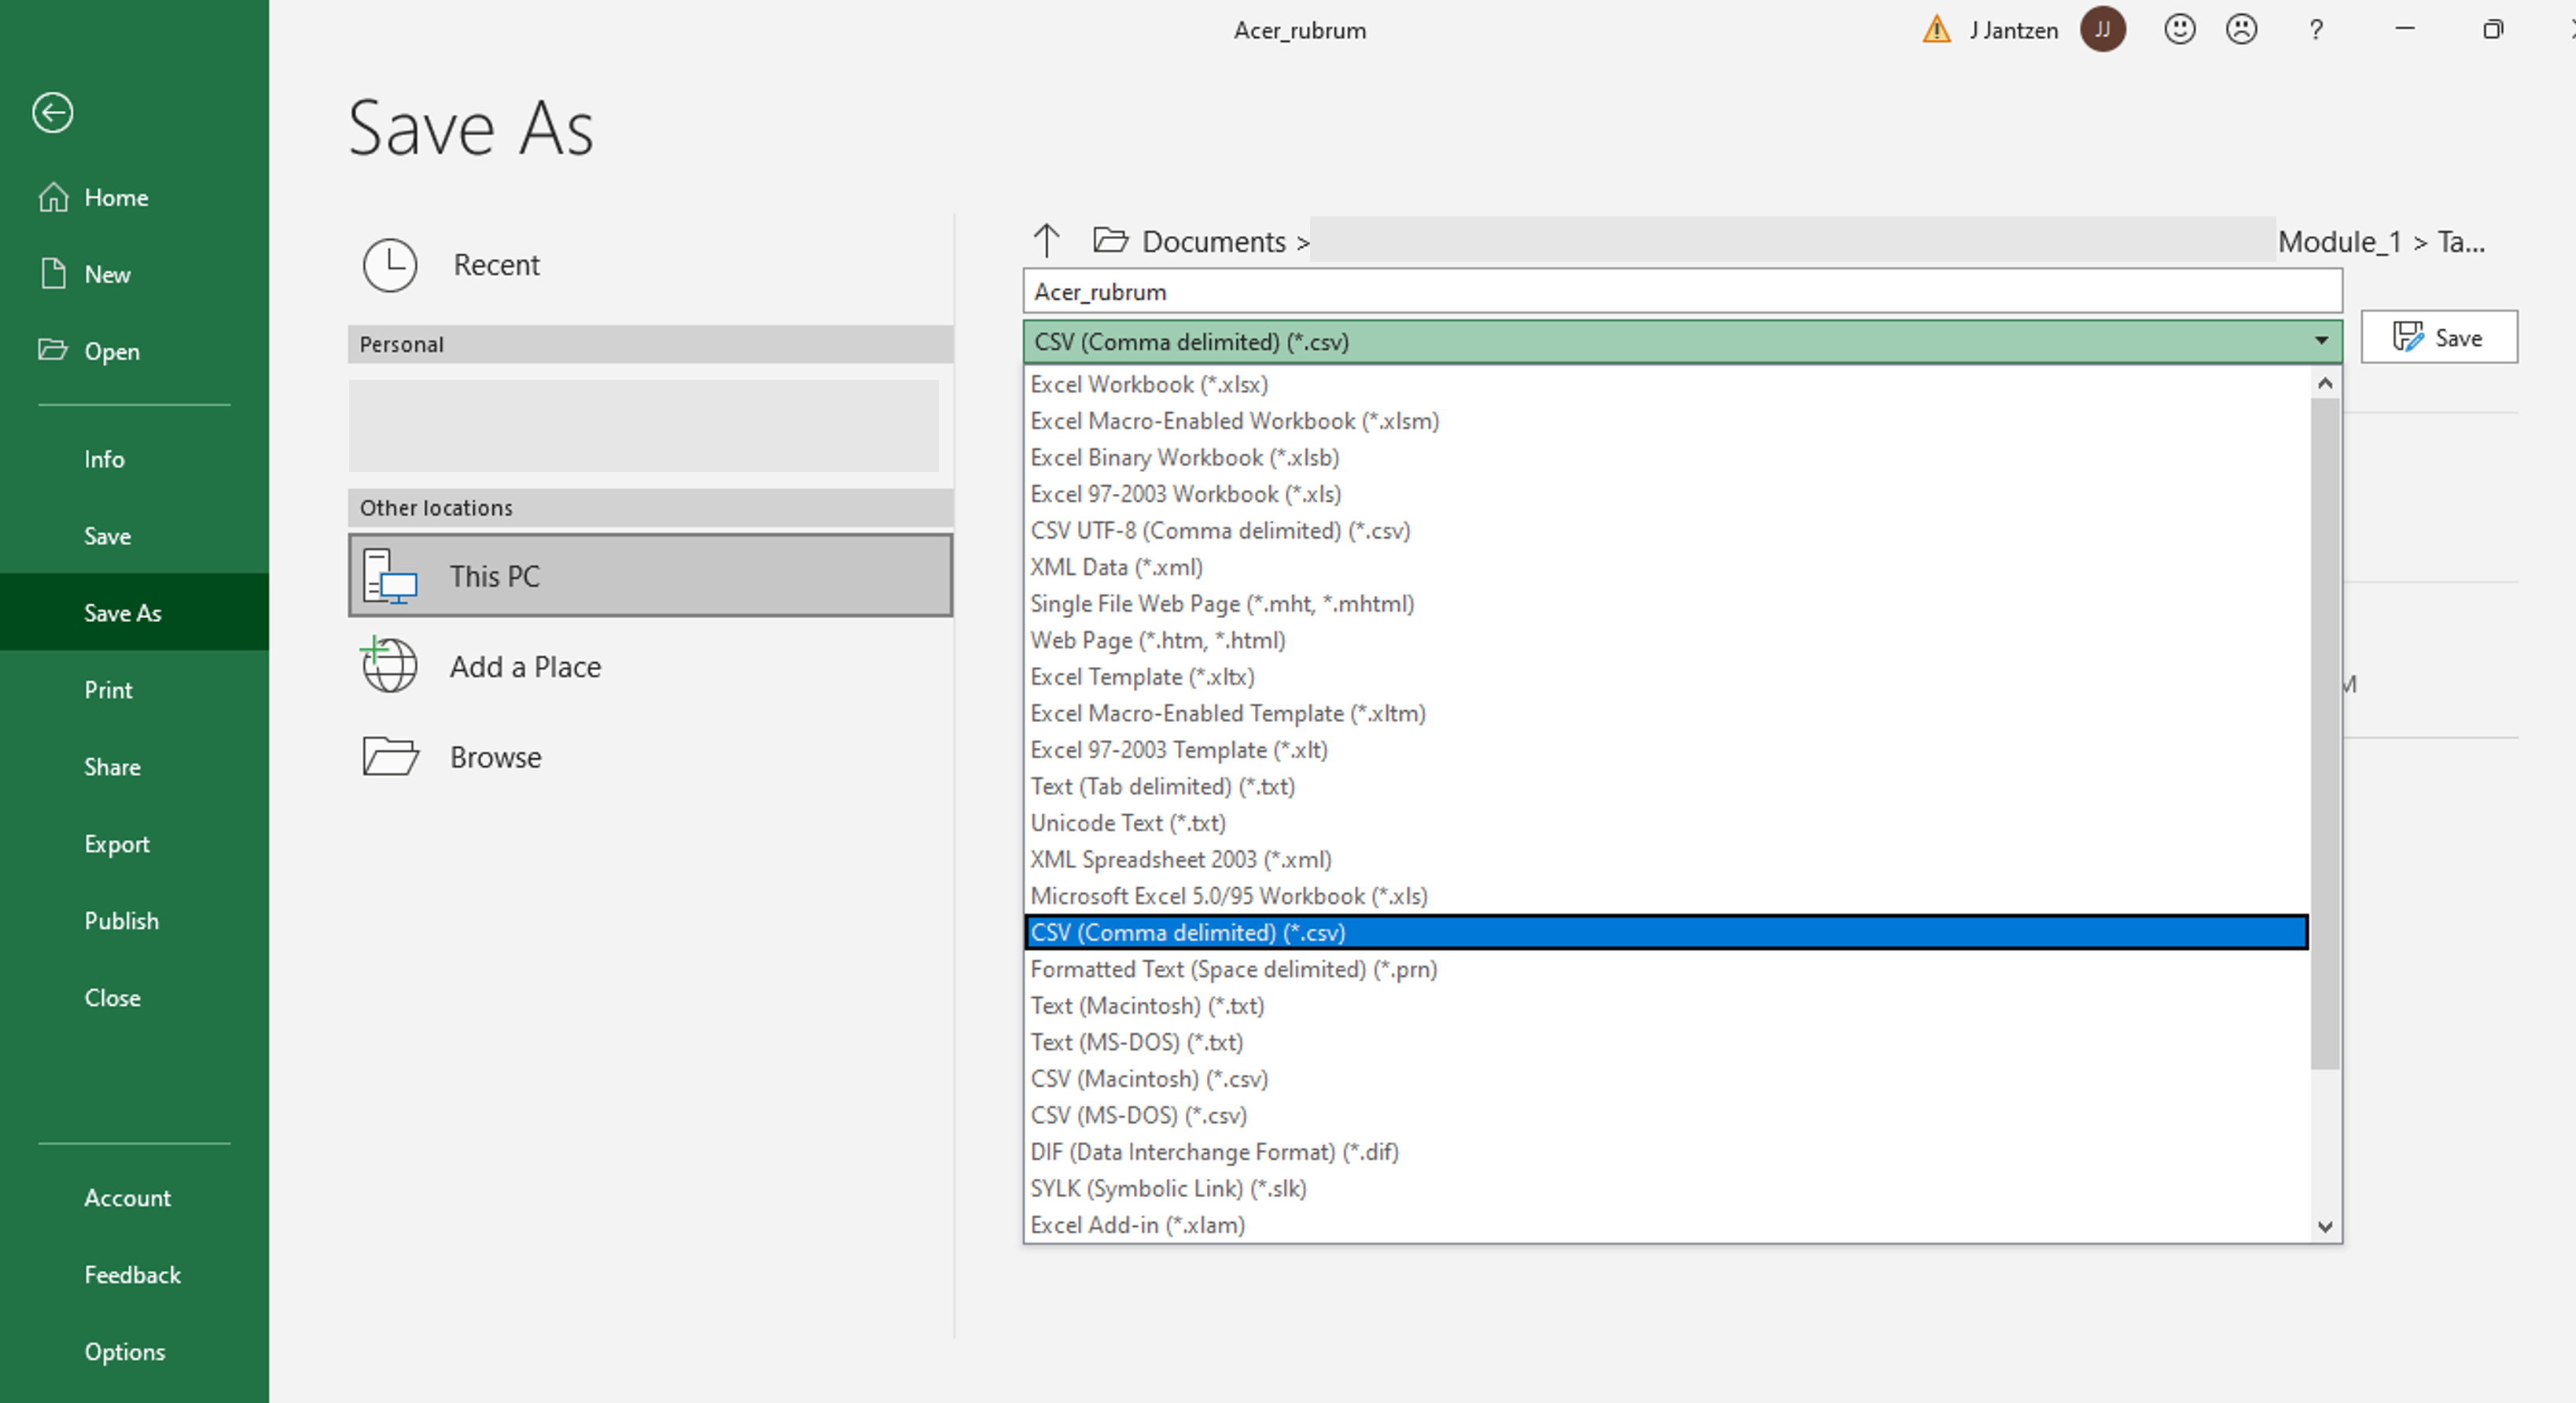 Acer_rubrum
J Jantzen
JJ
?
Save As
Home
New
Open
Info
Save
Save As
Print
Share
Export
Publish
Close
Account
Feedback
Options
Recent
Personal
Other locations
This PC
Add a Place
Browse
Documents > Module_1 > Ta...
Acer_rubrum
CSV (Comma delimited) (*.csv)
Save
Excel Workbook (*.xlsx)
Excel Macro-Enabled Workbook (*.xlsm)
Excel Binary Workbook (*.xlsb)
Excel 97-2003 Workbook (*.xls)
CSV UTF-8 (Comma delimited) (*.csv)
XML Data (*.xml)
Single File Web Page (*.mht, *.mhtml)
Web Page (*.htm, *.html)
Excel Template (*.xltx)
Excel Macro-Enabled Template (*.xltm)
Excel 97-2003 Template (*.xlt)
Text (Tab delimited) (*.txt)
Unicode Text (*.txt)
XML Spreadsheet 2003 (*.xml)
Microsoft Excel 5.0/95 Workbook (*.xls)
CSV (Comma delimited) (*.csv)
Formatted Text (Space delimited) (*.prn)
Text (Macintosh) (*.txt)
Text (MS-DOS) (*.txt)
CSV (Macintosh) (*.csv)
CSV (MS-DOS) (*.csv)
DIF (Data Interchange Format) (*.dif)
SYLK (Symbolic Link) (*.slk)
Excel Add-in (*.xlam)